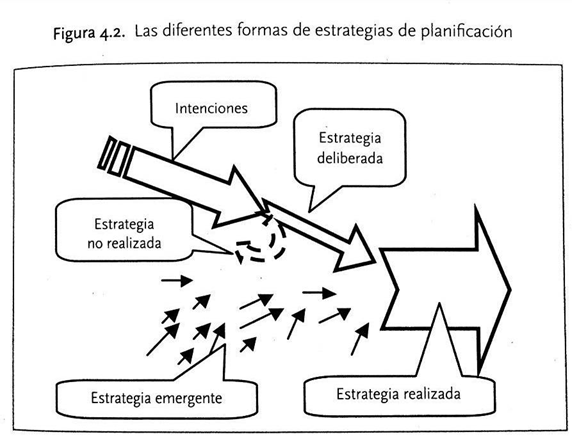 Figura 4.2. Las diferentes formas de estrategias de planificación
Intenciones
Estrategia
deliberada
Estrategia
no realizada
Estrategia emergente
Estrategia realizada